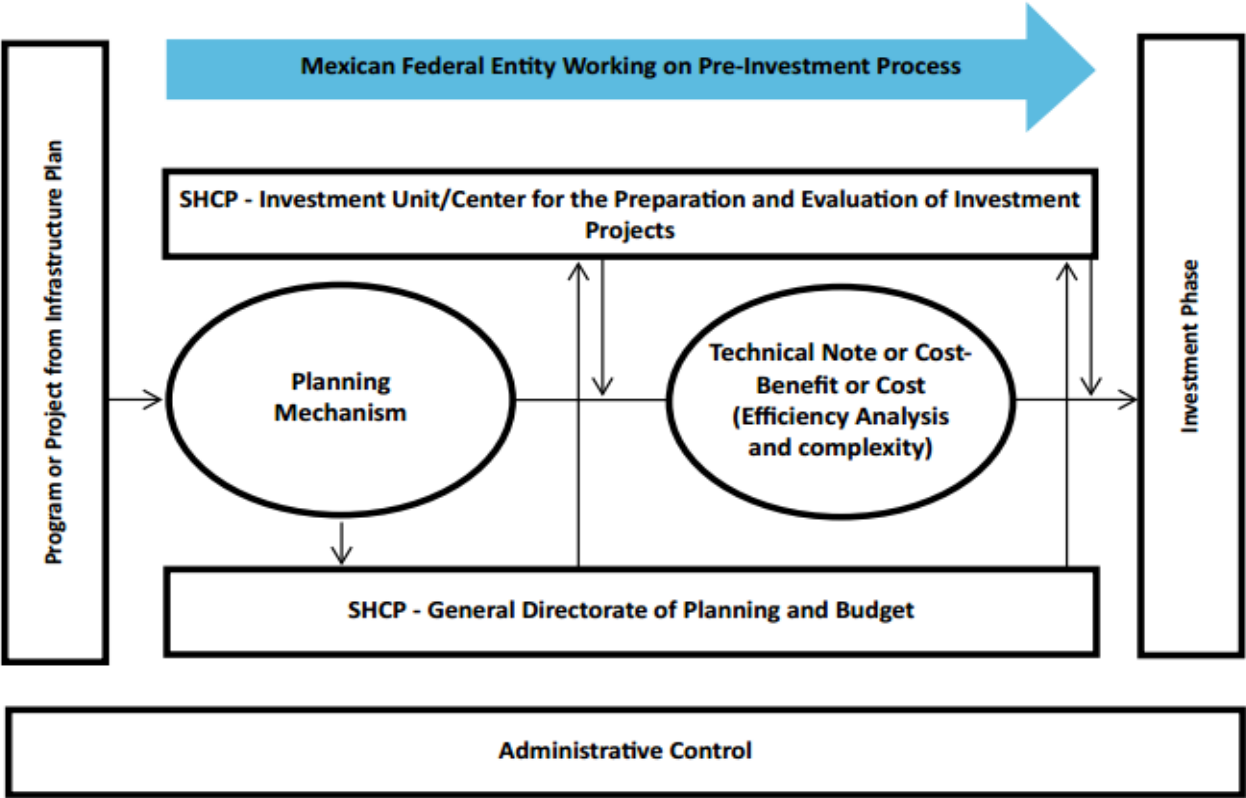 Mexican Federal Entity Working on Pre-Investment Process
Program or Project from Infrastructure Plan
SHCP - Investment Unit/Center for the Preparation and Evaluation of Investment
Projects
Planning
Mechanism
Technical Note or Cost-
Benefit or Cost
(Efficiency Analysis
and complexity)
Investment Phase
SHCP - General Directorate of Planning and Budget
Administrative Control